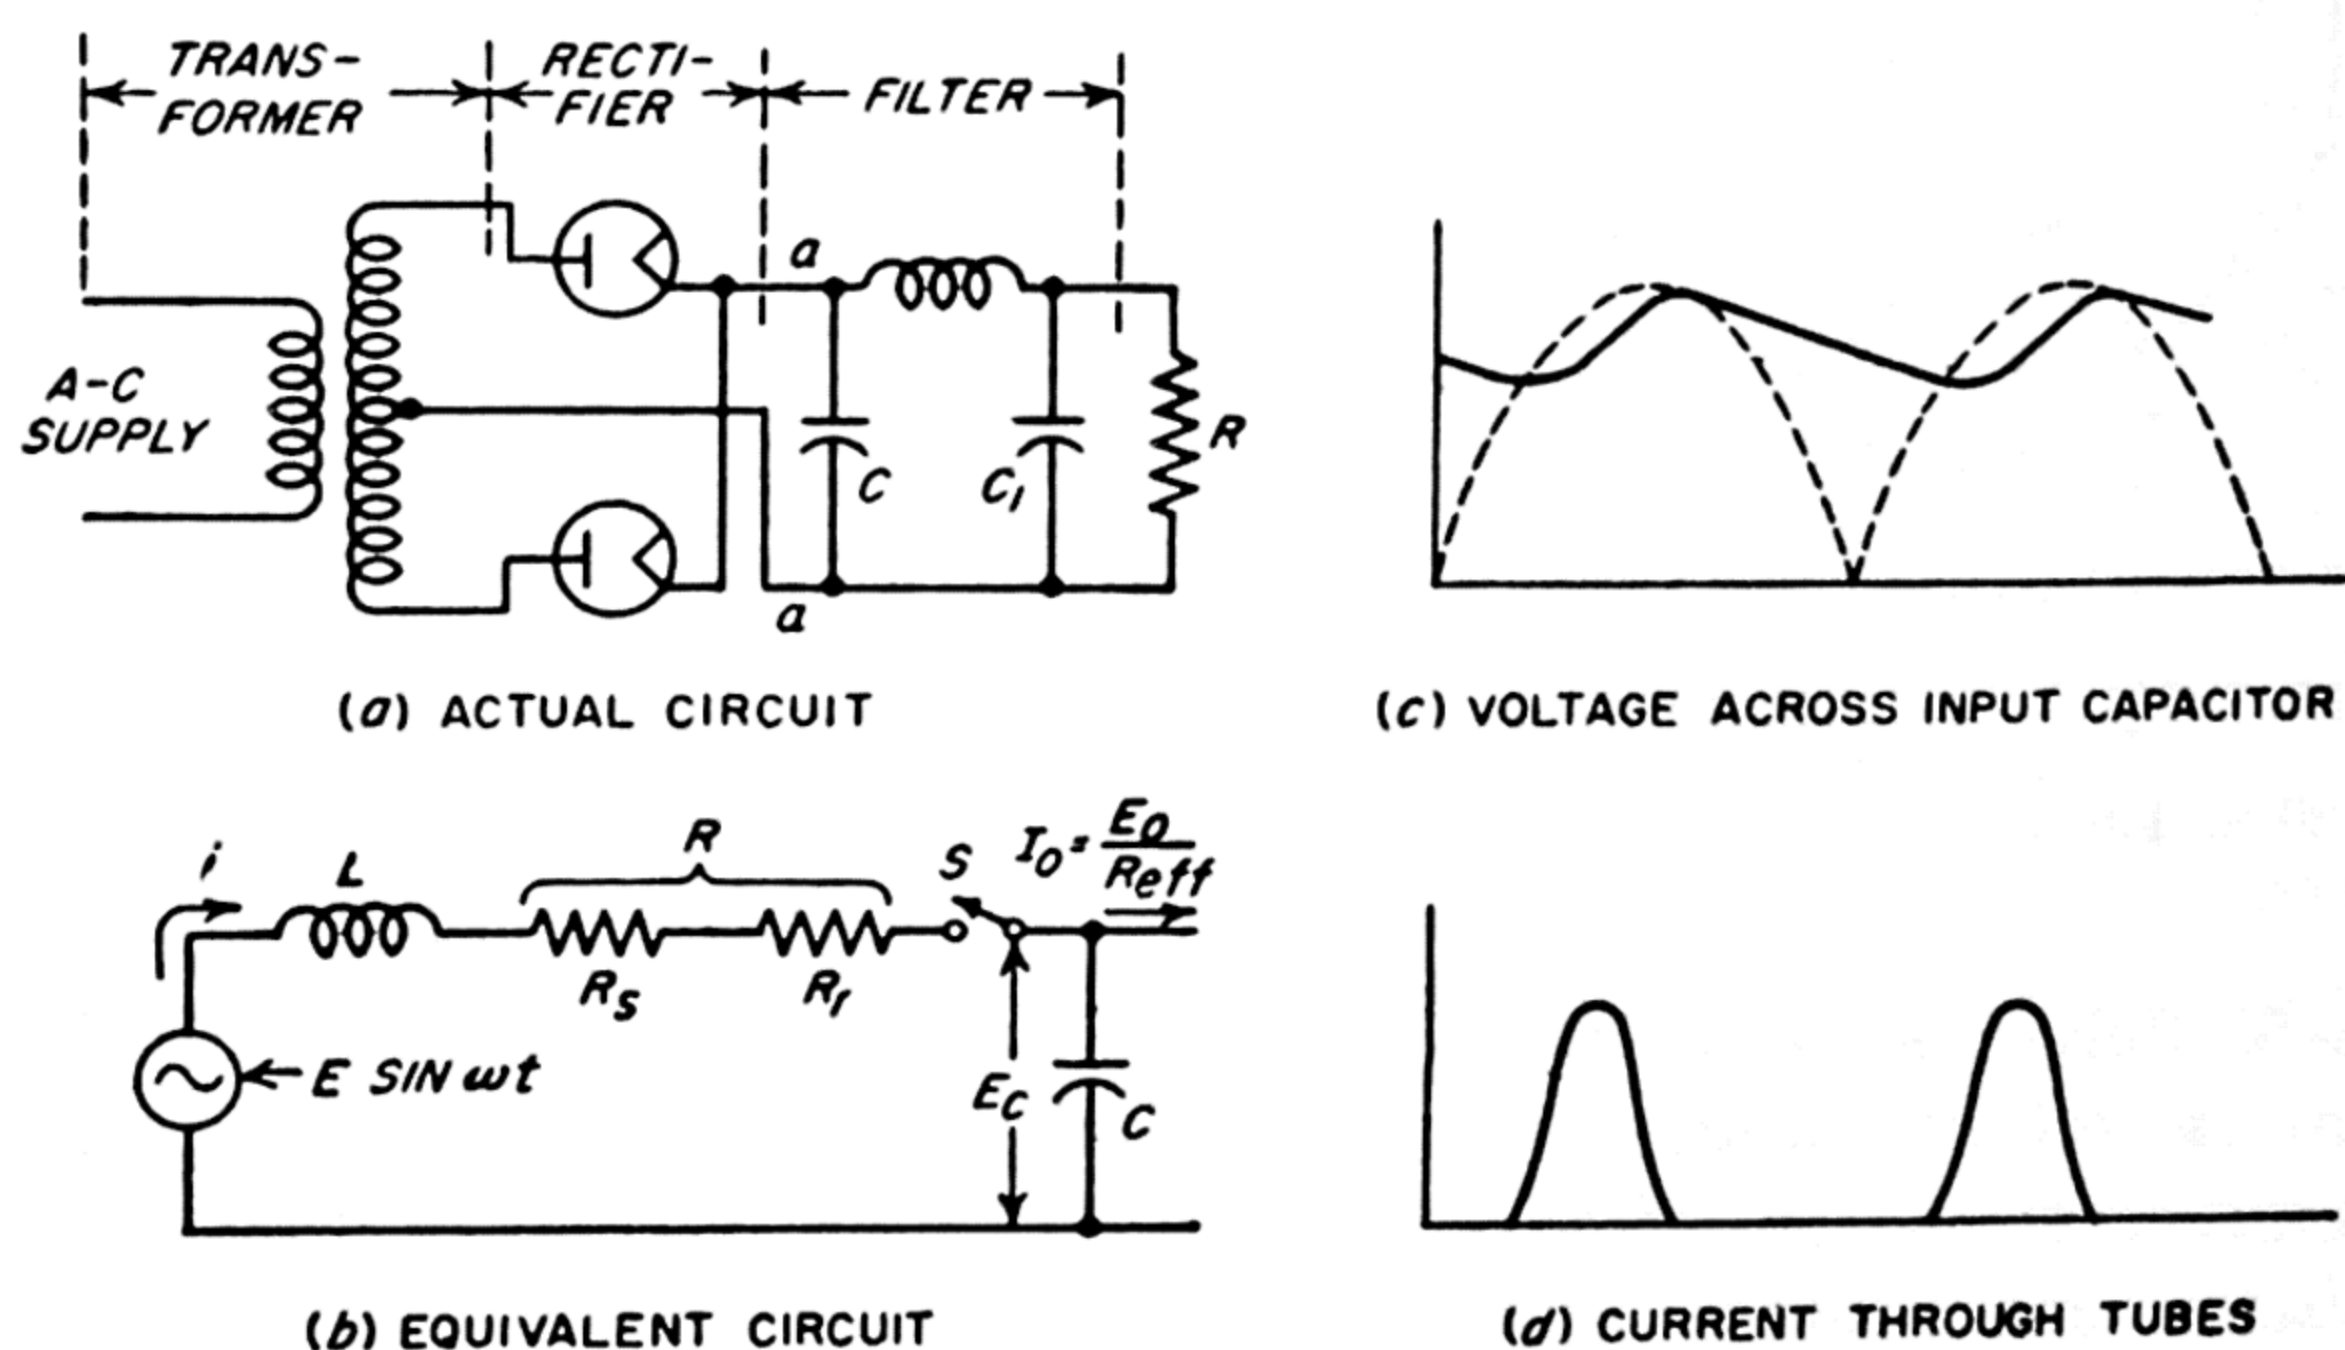 TRANS-
FORMER
RECTI-
FIER
FILTER
A-C
SUPPLY
a
C
C1
R
a
(a) ACTUAL CIRCUIT
(c) VOLTAGE ACROSS INPUT CAPACITOR
i
L
R
S
I0 = E0
Reff
Rs
Rr
E SIN ωt
EC
C
(b) EQUIVALENT CIRCUIT
(d) CURRENT THROUGH TUBES